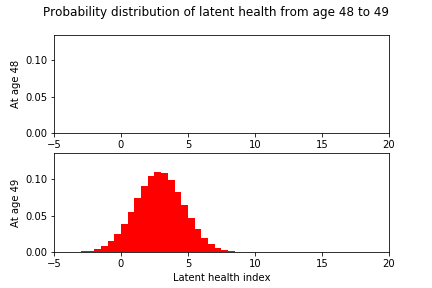 Probability distribution of latent health from age 48 to 49
At age 48
0.10
0.05
0.00
−5 0 5 10 15 20
At age 49
0.10
0.05
0.00
−5 0 5 10 15 20
Latent health index